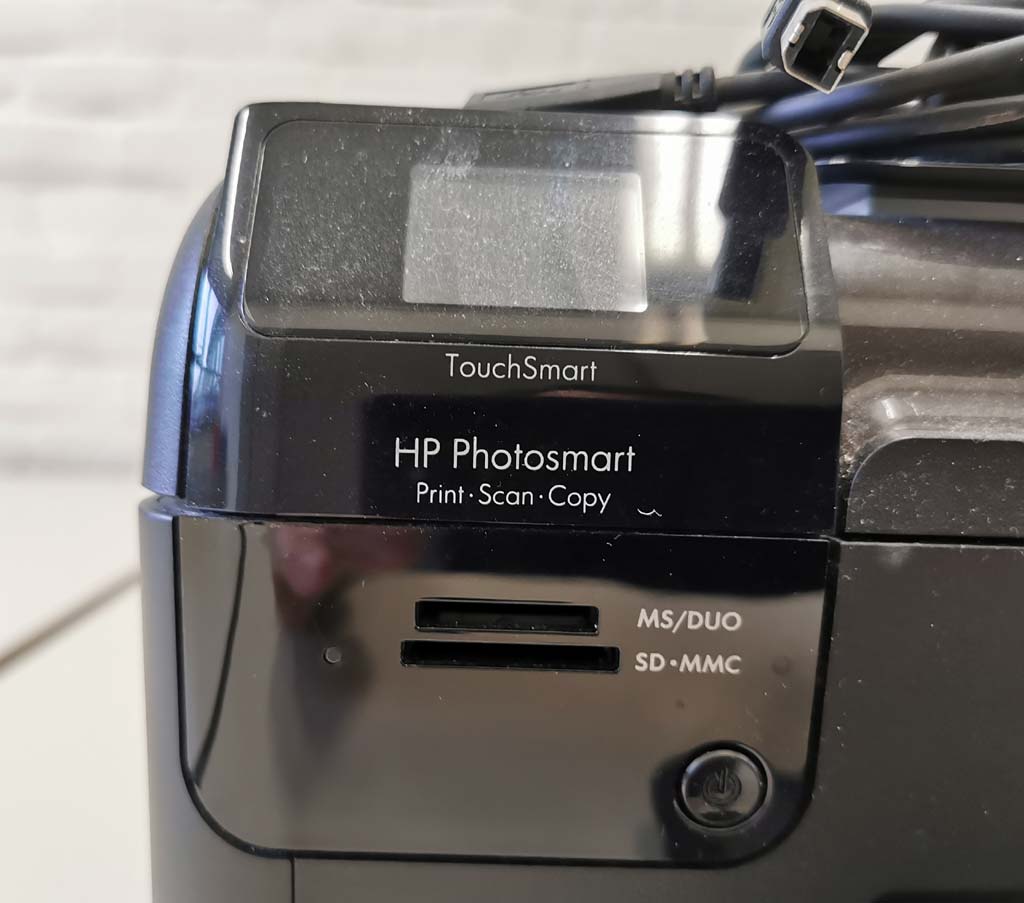 TouchSmart
HP Photosmart
Print·Scan·Copy
MS/DUO
SD·MMC